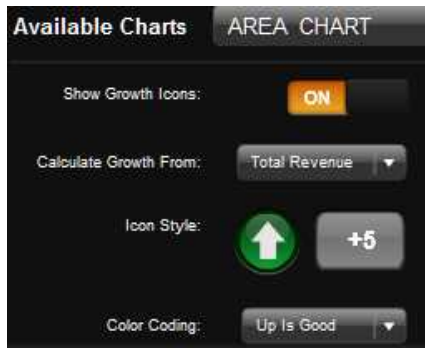 Available Charts AREA CHART
Show Growth Icons: ON
Calculate Growth From: Total Revenue
Icon Style: +5
Color Coding: Up Is Good